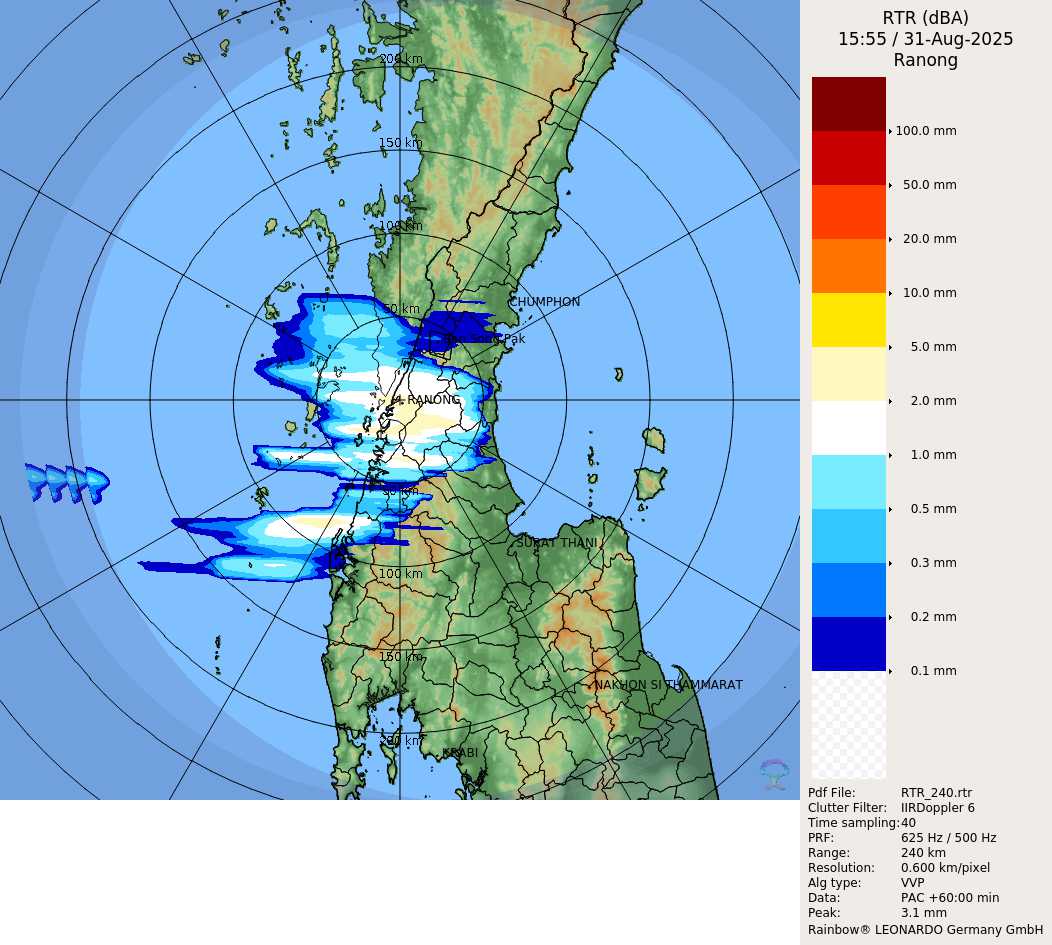 RTR (dBA)
15:55 / 31-Aug-2025
Ranong
200 km
150 km
100 km
50 km
CHUMPHON
Pak
RANONG
50 km
SURAT THANI
100 km
150 km
NAKHON SI THAMMARAT
200 km
KRABI
100.0 mm
50.0 mm
20.0 mm
10.0 mm
5.0 mm
2.0 mm
1.0 mm
0.5 mm
0.3 mm
0.2 mm
0.1 mm
Pdf File: RTR_240.rtr
Clutter Filter: IIRDoppler 6
Time sampling:40
PRF: 625 Hz / 500 Hz
Range: 240 km
Resolution: 0.600 km/pixel
Alg type: VVP
Data: PAC +60:00 min
Peak: 3.1 mm
Rainbow® LEONARDO Germany GmbH